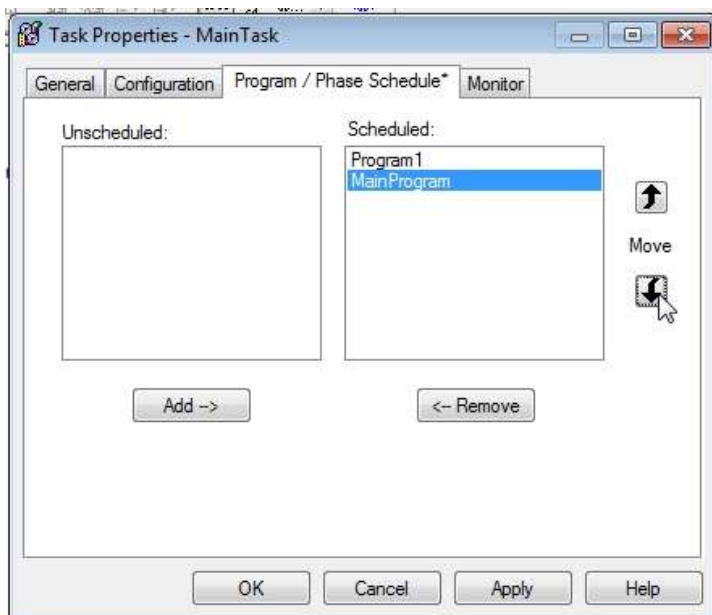 Task Properties - MainTask
General Configuration Program / Phase Schedule* Monitor
Unscheduled: Scheduled:
Program1
MainProgram
Move
Add --> <-- Remove
OK Cancel Apply Help